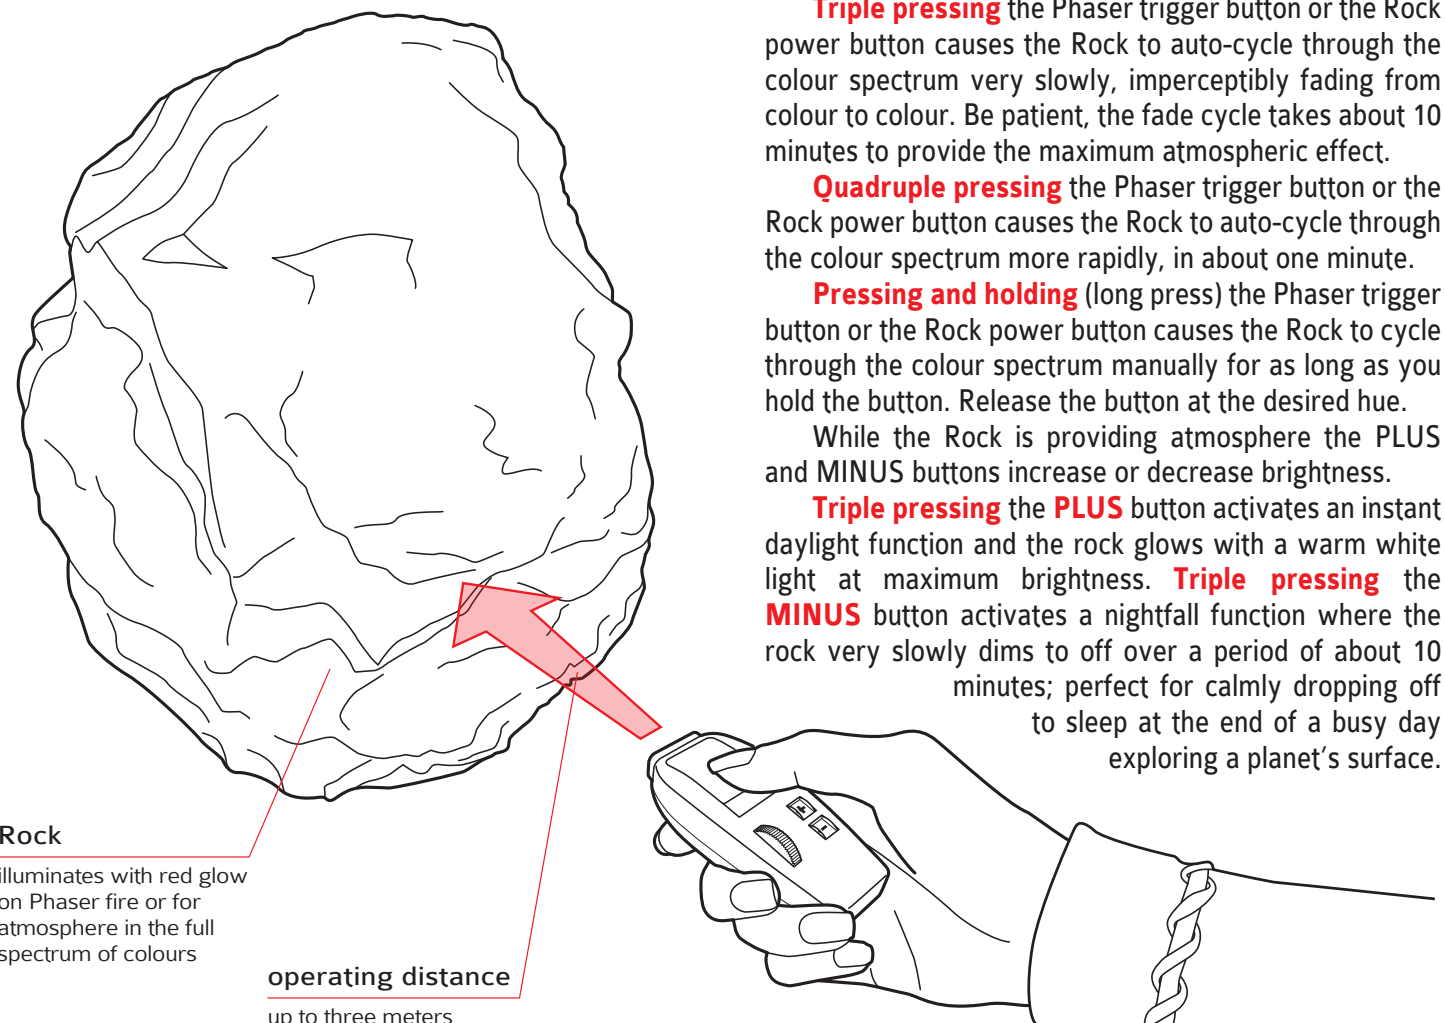 Triple pressing the Phaser trigger button or the Rock
power button causes the Rock to auto-cycle through the
colour spectrum very slowly, imperceptibly fading from
colour to colour. Be patient, the fade cycle takes about 10
minutes to provide the maximum atmospheric effect.
Quadruple pressing the Phaser trigger button or the
Rock power button causes the Rock to auto-cycle through
the colour spectrum more rapidly, in about one minute.
Pressing and holding (long press) the Phaser trigger
button or the Rock power button causes the Rock to cycle
through the colour spectrum manually for as long as you
hold the button. Release the button at the desired hue.
While the Rock is providing atmosphere the PLUS
and MINUS buttons increase or decrease brightness.
Triple pressing the PLUS button activates an instant
daylight function and the rock glows with a warm white
light at maximum brightness. Triple pressing the
MINUS button activates a nightfall function where the
rock very slowly dims to off over a period of about 10
minutes; perfect for calmly dropping off
to sleep at the end of a busy day
exploring a planet's surface.
+
-
Rock
illuminates with red glow
on Phaser fire or for
atmosphere in the full
spectrum of colours
operating distance
up to three meters